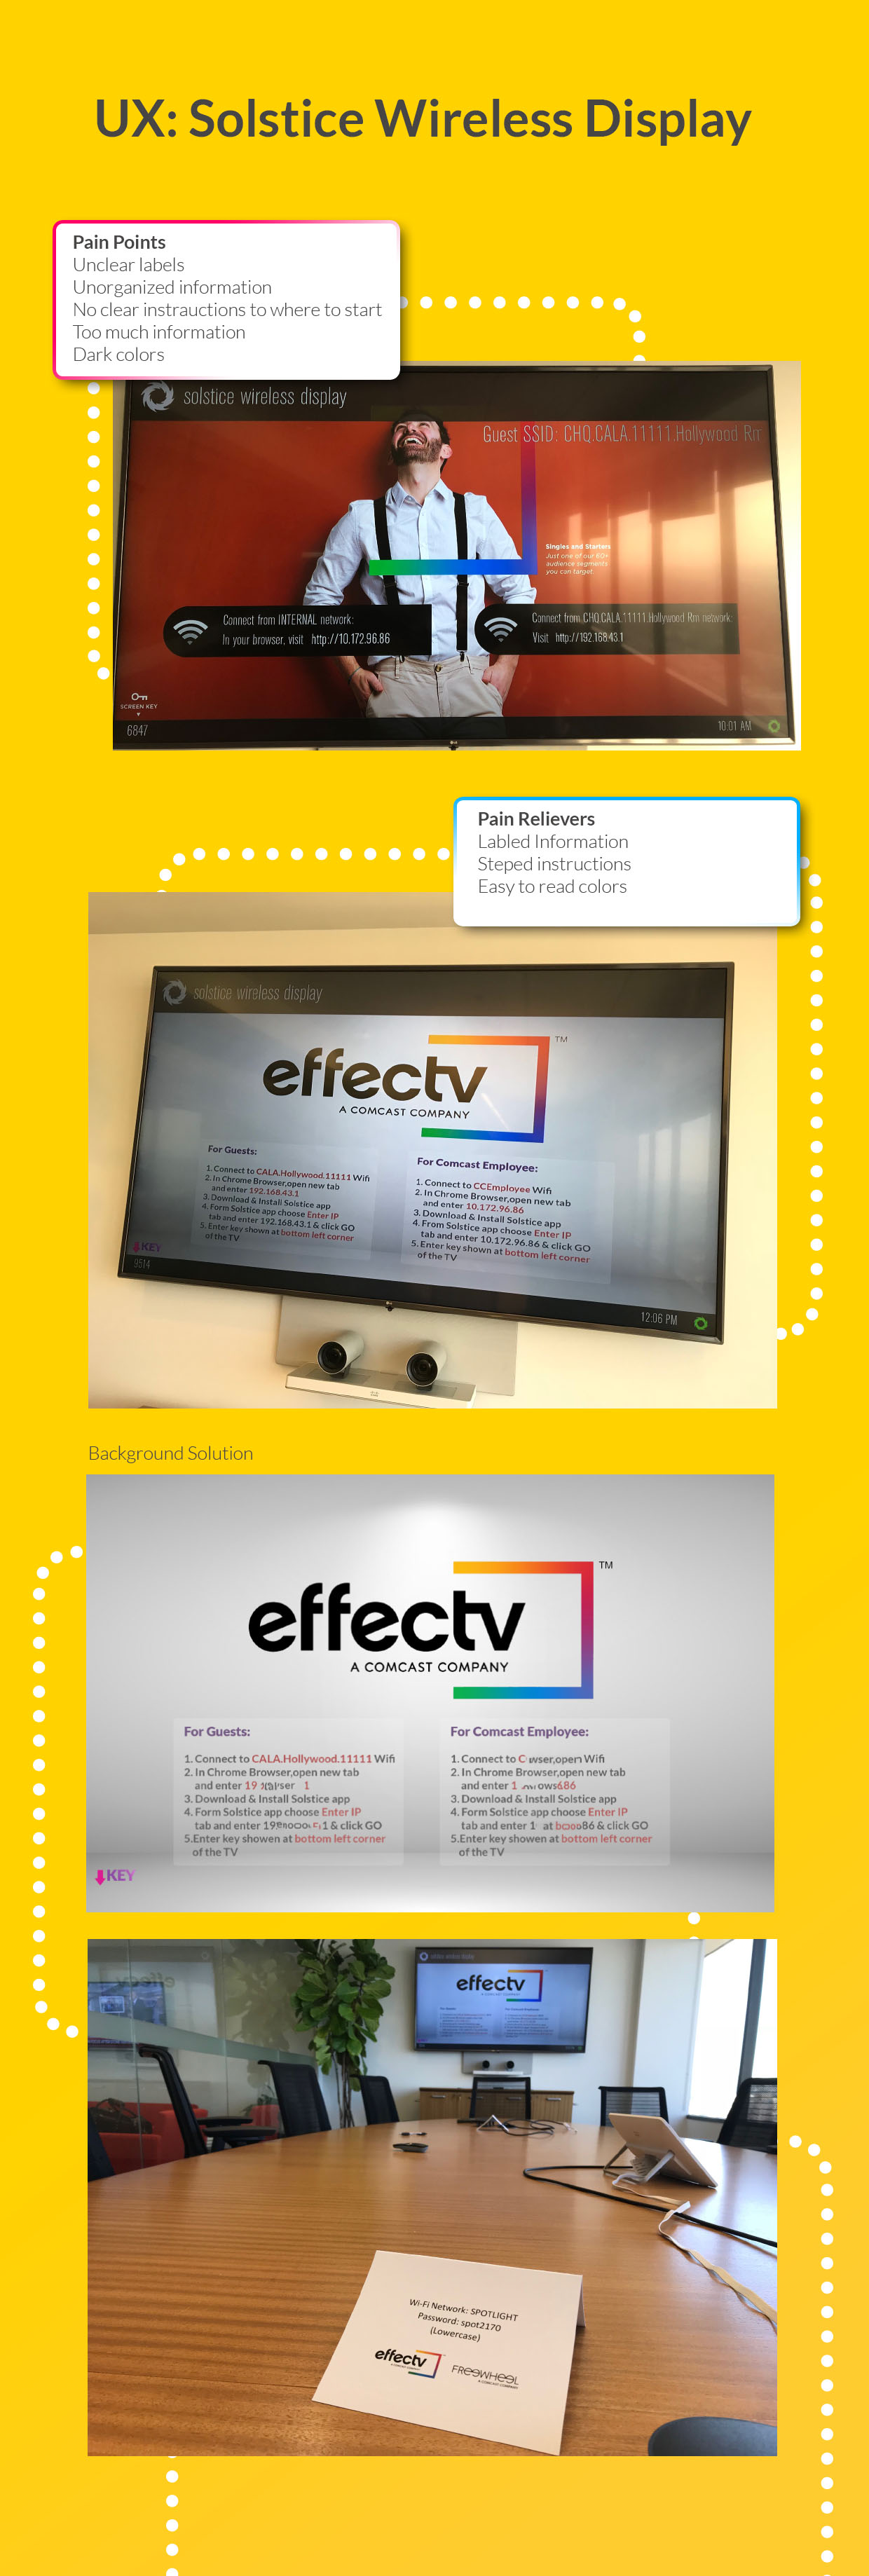 UX: Solstice Wireless Display
Pain Points
Unclear labels
Unorganized information
No clear instrauctions to where to start
Too much information
Dark colors
solstice wireless display
Guest SSID: CHQ.CALA.11111.Hollywood Rm
Singles and Starters
Just one of our 60+
audience segments
you can target
Connect from INTERNAL network:
In your browser, visit http://10.172.96.86
Connect from CHQ.CALA.11111.Hollywood Rm network:
Visit http://192.168.43.1
SCREEN KEY
6847
10:01 AM
Pain Relievers
Labled Information
Steped instructions
Easy to read colors
solstice wireless display
effectv
TM
A COMCAST COMPANY
For Guests:
1. Connect to CALA.Hollywood.11111 Wifi
2. In Chrome Browser,open new tab
and enter 192.168.43.1
3. Download & Install Solstice app
4. Form Solstice app choose Enter IP
tab and enter 192.168.43.1 & click GO
5. Enter key shown at bottom left corner
of the TV
For Comcast Employee:
1. Connect to CCEmployee Wifi
2. In Chrome Browser,open new tab
and enter 10.172.96.86
3. Download & Install Solstice app
4. From Solstice app choose Enter IP
tab and enter 10.172.96.86 & click GO
5. Enter key shown at bottom left corner
of the TV
KEY
9514
12:06 PM
Background Solution
effectv
TM
A COMCAST COMPANY
For Guests:
1. Connect to CALA.Hollywood.11111 Wifi
2. In Chrome Browser,open new tab
and enter 19 1
3. Download & Install Solstice app
4. Form Solstice app choose Enter IP
tab and enter 19 1 & click GO
5.Enter key showen at bottom left corner
of the TV
For Comcast Employee:
1. Connect to C Wifi
2. In Chrome Browser,open new tab
and enter 1 86
3. Download & Install Solstice app
4. Form Solstice app choose Enter IP
tab and enter 1 86 & click GO
5.Enter key showen at bottom left corner
of the TV
KEY
effectv
Wi-Fi Network: SPOTLIGHT
Password: spot2170
(Lowercase)
effectv
FREEWHEEL
A COMCAST COMPANY